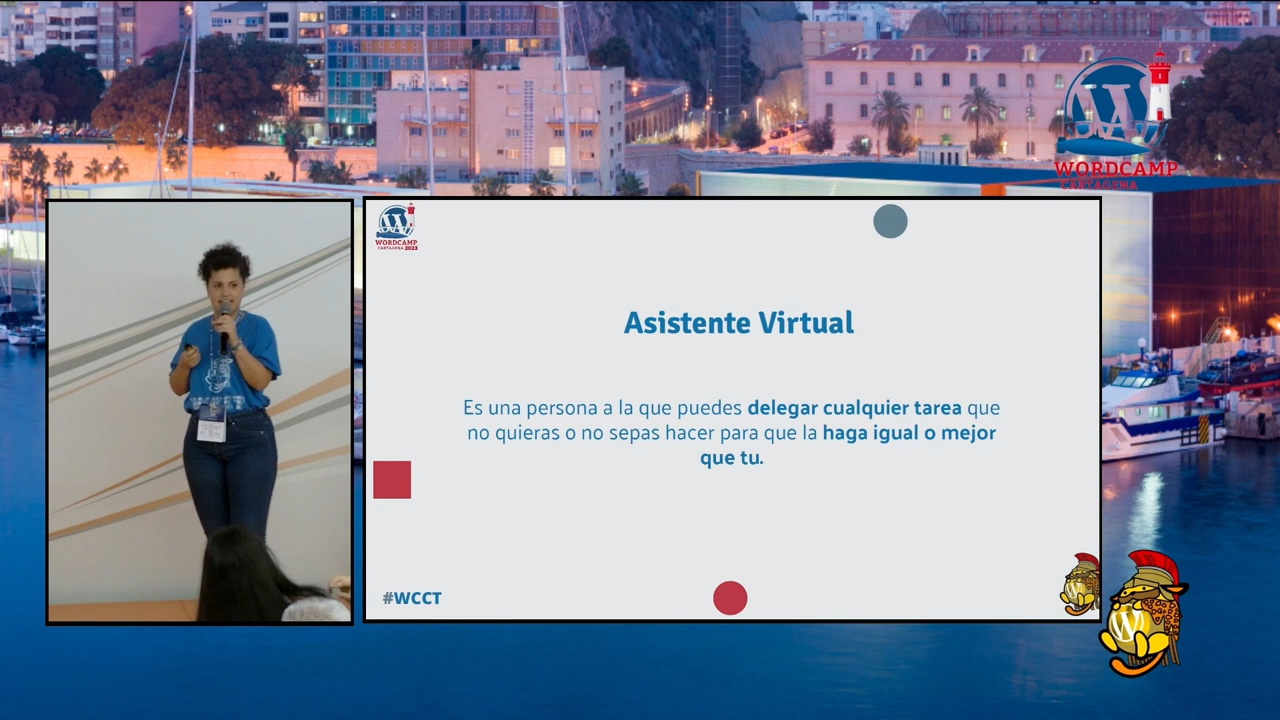 WORDCAMP
CARTAGENA
WORDCAMP
CARTAGENA 2023
Asistente Virtual
Es una persona a la que puedes delegar cualquier tarea que
no quieras o no sepas hacer para que la haga igual o mejor
que tu.
#WCCT